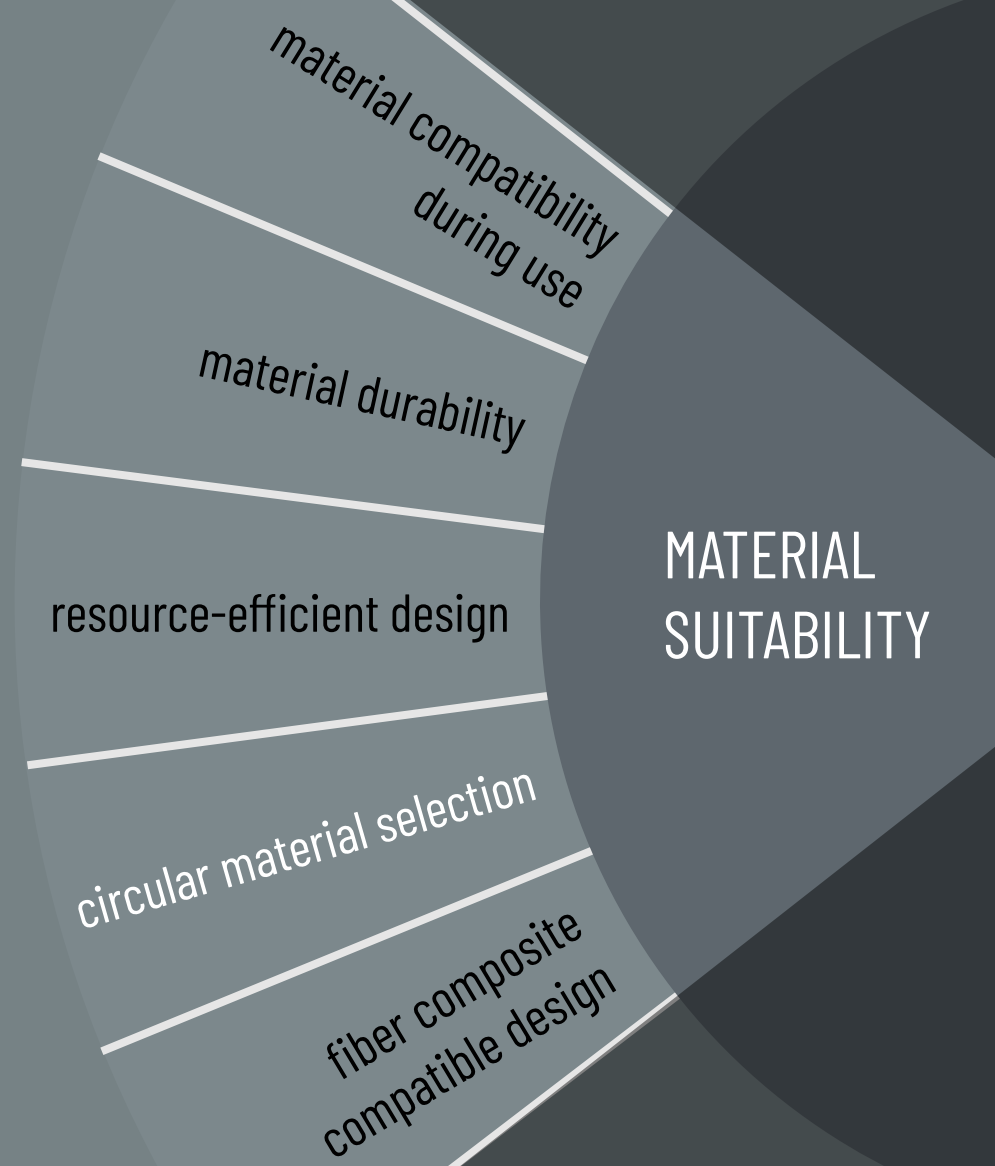 material compatibility
during use
material durability
resource-efficient design
MATERIAL
SUITABILITY
circular material selection
fiber composite
compatible design